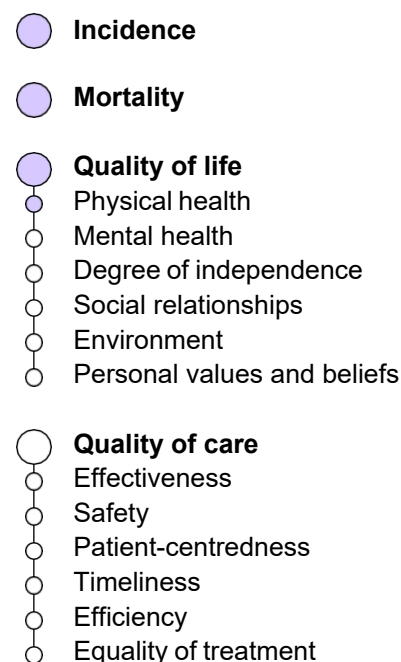 Incidence
Mortality
Quality of life
Physical health
Mental health
Degree of independence
Social relationships
Environment
Personal values and beliefs
Quality of care
Effectiveness
Safety
Patient-centredness
Timeliness
Efficiency
Equality of treatment